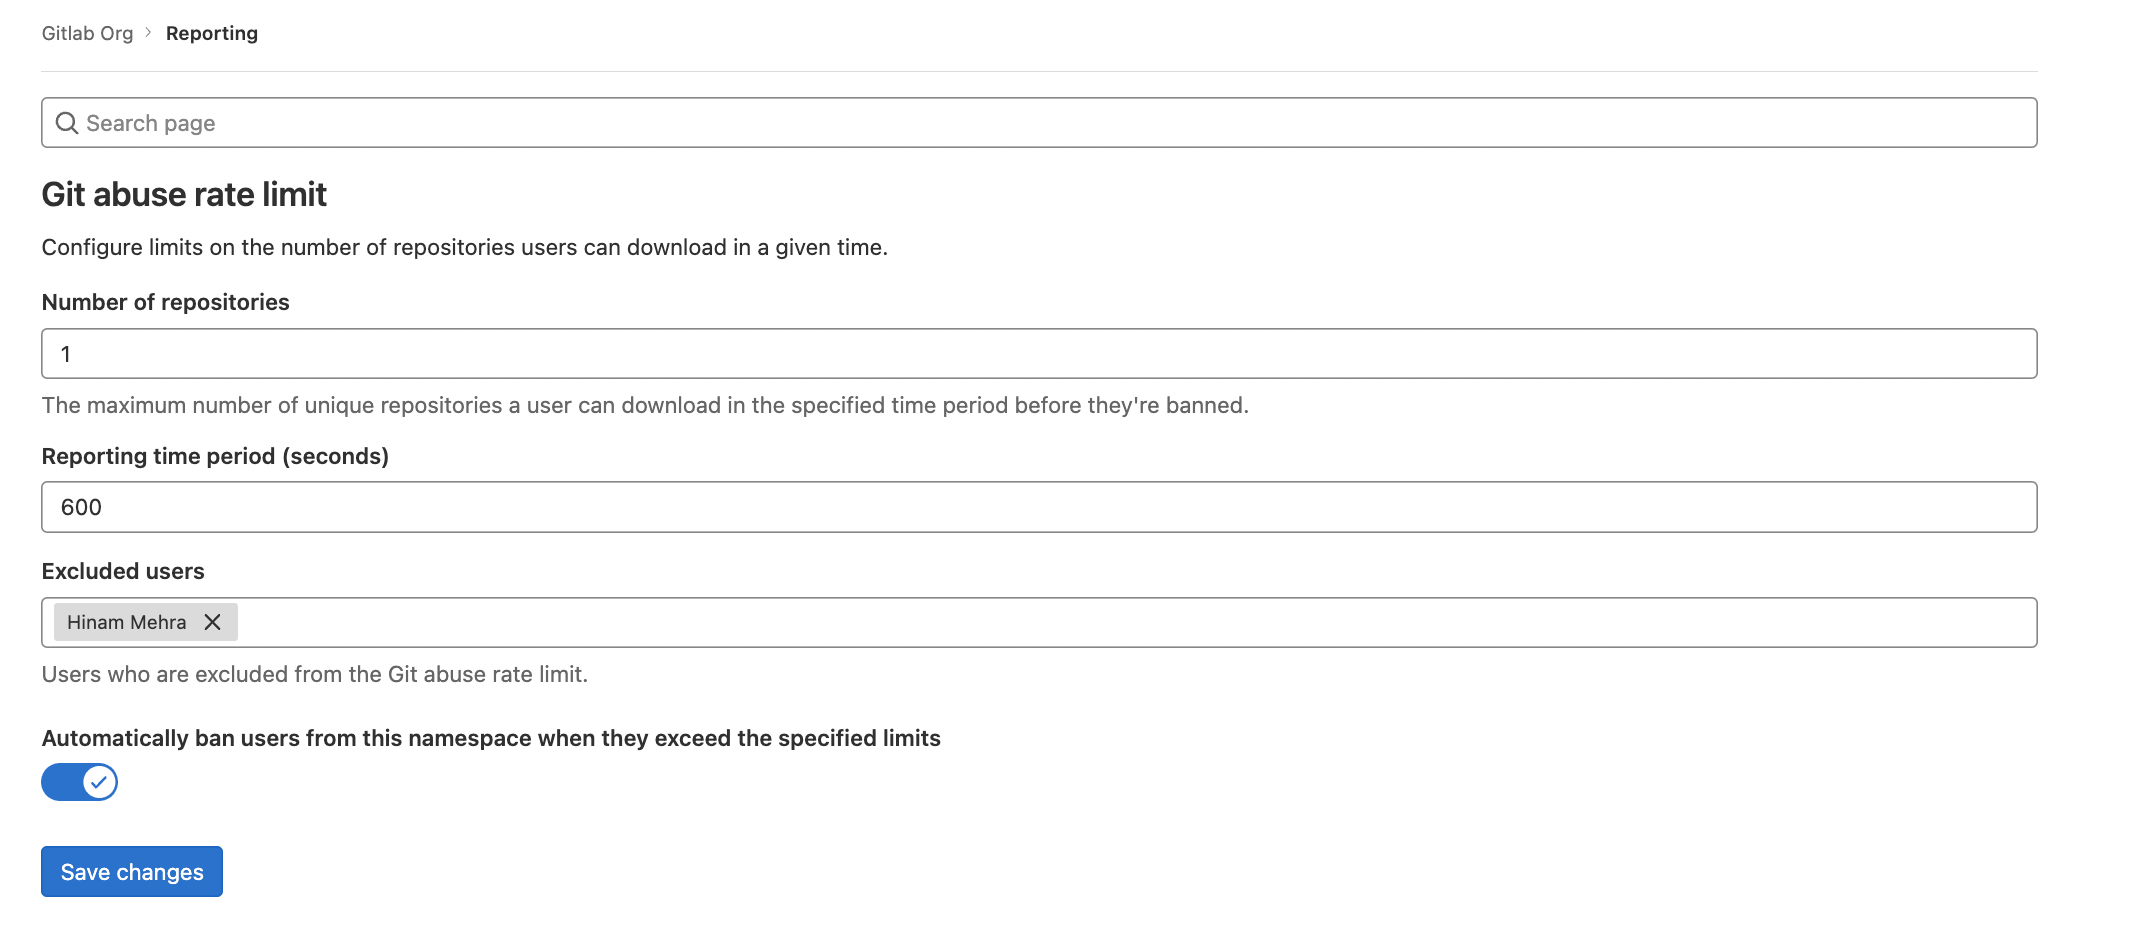 Gitlab Org > Reporting
Search page
Git abuse rate limit
Configure limits on the number of repositories users can download in a given time.
Number of repositories
1
The maximum number of unique repositories a user can download in the specified time period before they're banned.
Reporting time period (seconds)
600
Excluded users
Hinam Mehra
Users who are excluded from the Git abuse rate limit.
Automatically ban users from this namespace when they exceed the specified limits
Save changes